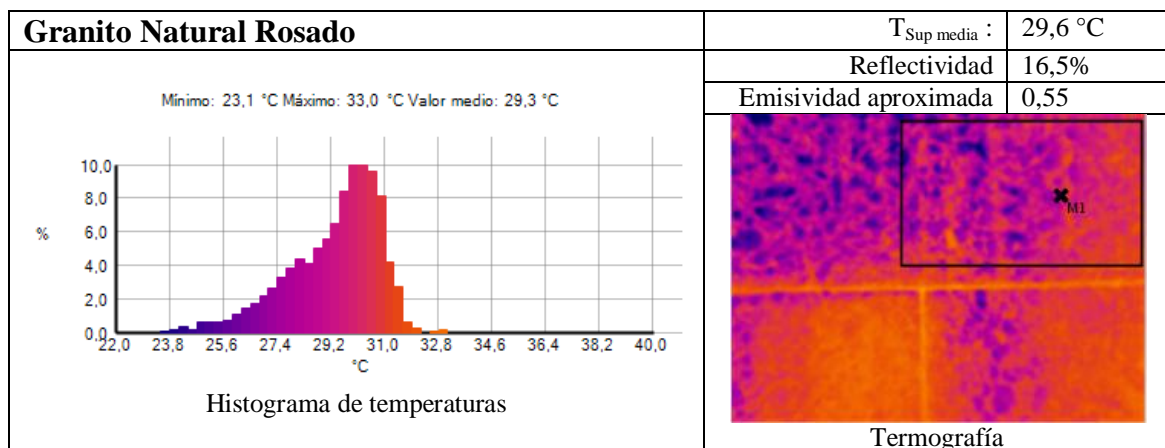 Granito Natural Rosado
T Sup media : 29,6 °C
Reflectividad 16,5%
Emisividad aproximada 0,55
Mínimo: 23,1 °C Máximo: 33,0 °C Valor medio: 29,3 °C
10,0
8,0
6,0
4,0
2,0
0,0
%
22,0 23,8 25,6 27,4 29,2 31,0 32,8 34,6 36,4 38,2 40,0
°C
Histograma de temperaturas
M1
Termografía